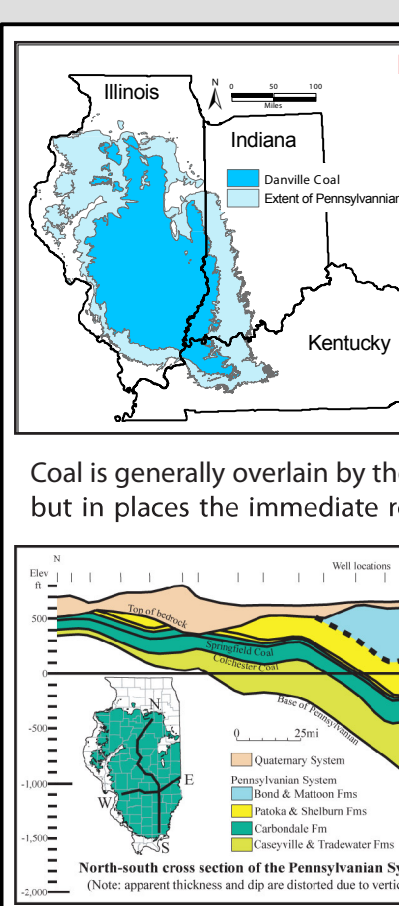 Illinois
N
0 50 100
Miles
Indiana
Danville Coal
Extent of Pennsylvannian
Kentucky
Coal is generally overlain by the
but in places the immediate
N
Elev
ft
Well locations
500
Top of bedrock
Springfield Coal
Colchester Coal
0
Base of Pennsylvanian
N
-500
0 25mi
E
W
S
Quaternary System
Pennsylvanian System
Bond & Mattoon Fms
Patoka & Shelburn Fms
Carbondale Fm
Caseyville & Tradewater Fms
-1,000
-1,500
North-south cross section of the Pennsylvanian
(Note: apparent thickness and dip are distorted due to
-2,000